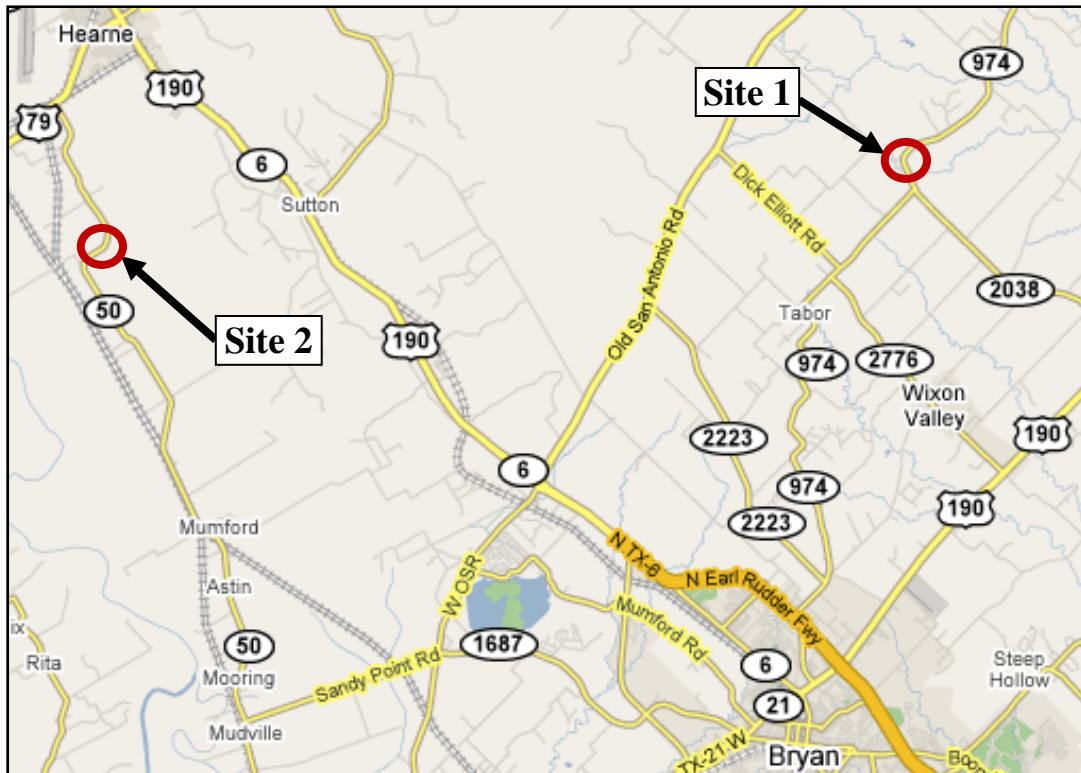 Hearne
974
190
Site 1
79
6
Dick Elliott Rd
Sutton
Old San Antonio Rd
2038
50
Site 2
Tabor
190
974
2776
Wixon
Valley
190
2223
6
974
190
2223
Mumford
N TX-6
N Earl Rudder Fwy
Astin
W OSR
Mumford Rd
50
1687
ix
Rita
Sandy Point Rd
6
Steep
Hollow
Mooring
21
Mudville
TX-21 W
Bryan
Boon